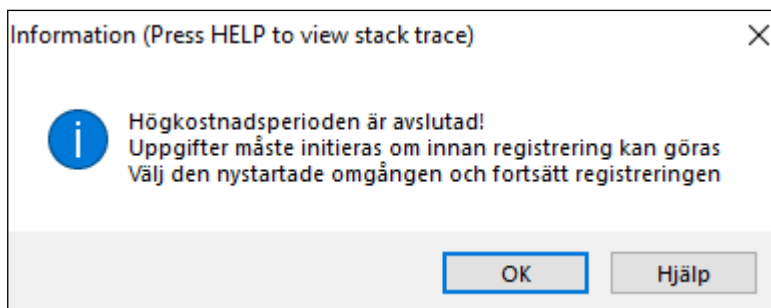 Information (Press HELP to view stack trace)
Högkostnadsperioden är avslutad!
Uppgifter måste initieras om innan registrering kan göras
Välj den nystartade omgången och fortsätt registreringen
OK
Hjälp